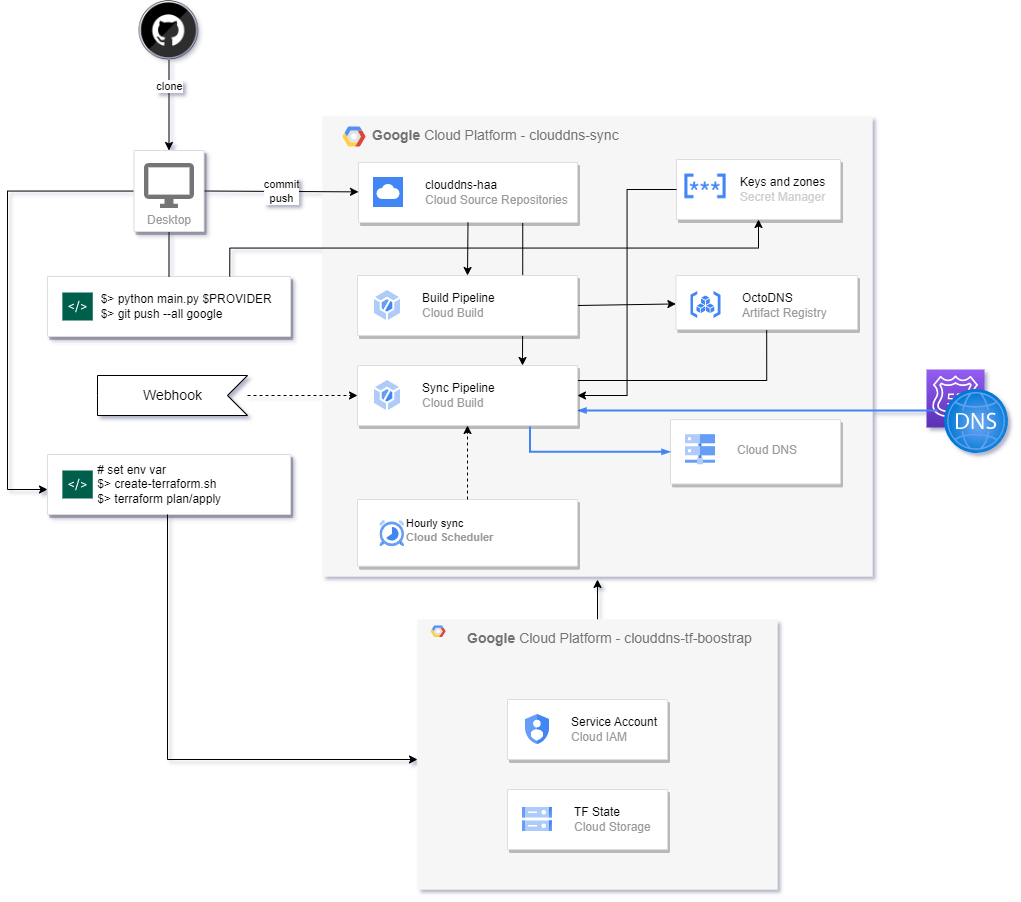 clone
Google Cloud Platform - clouddns-sync
Desktop
commit
push
clouddns-haa
Cloud Source Repositories
[***]
Keys and zones
Secret Manager
</>
$> python main.py $PROVIDER
$> git push --all google
Build Pipeline
Cloud Build
OctoDNS
Artifact Registry
Webhook
Sync Pipeline
Cloud Build
DNS
Cloud DNS
</>
# set env var
$> create-terraform.sh
$> terraform plan/apply
Hourly sync
Cloud Scheduler
Google Cloud Platform - clouddns-tf-boostrap
Service Account
Cloud IAM
TF State
Cloud Storage